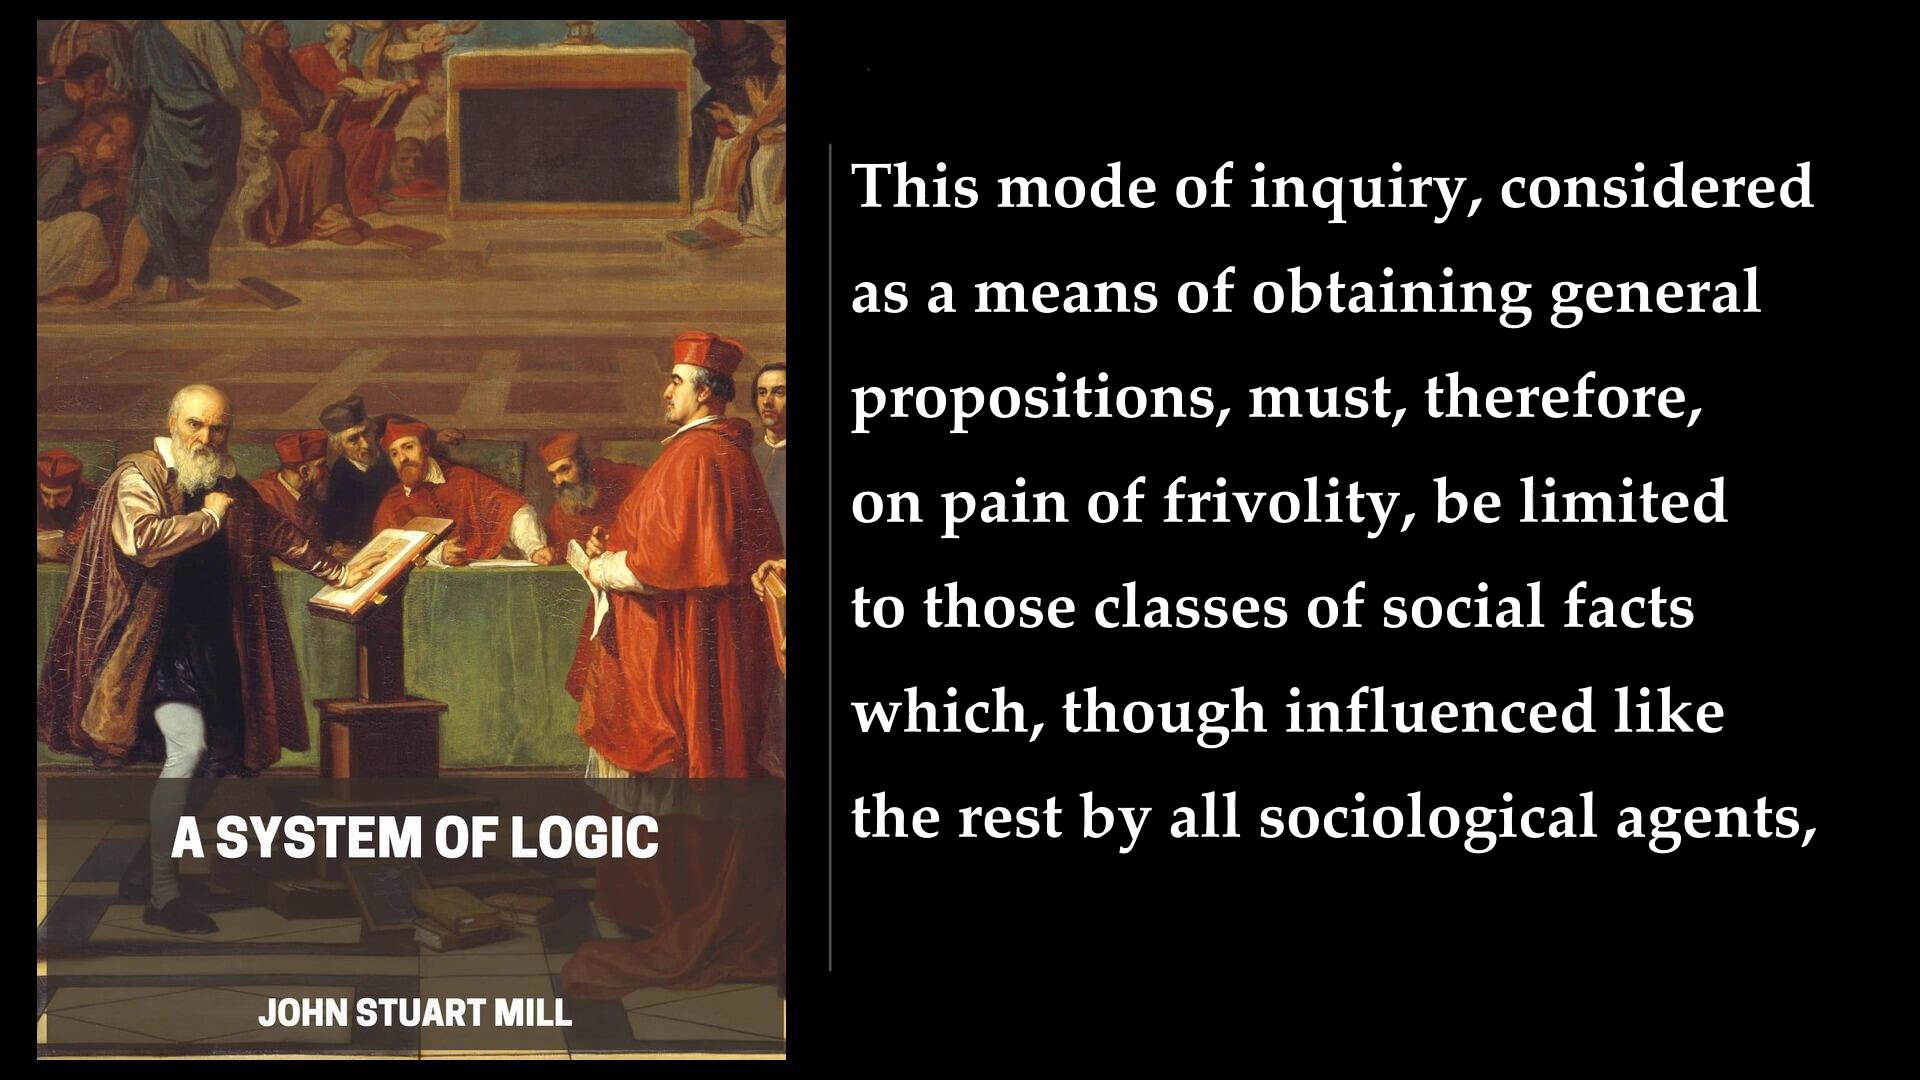 A SYSTEM OF LOGIC
JOHN STUART MILL
This mode of inquiry, considered
as a means of obtaining general
propositions, must, therefore,
on pain of frivolity, be limited
to those classes of social facts
which, though influenced like
the rest by all sociological agents,